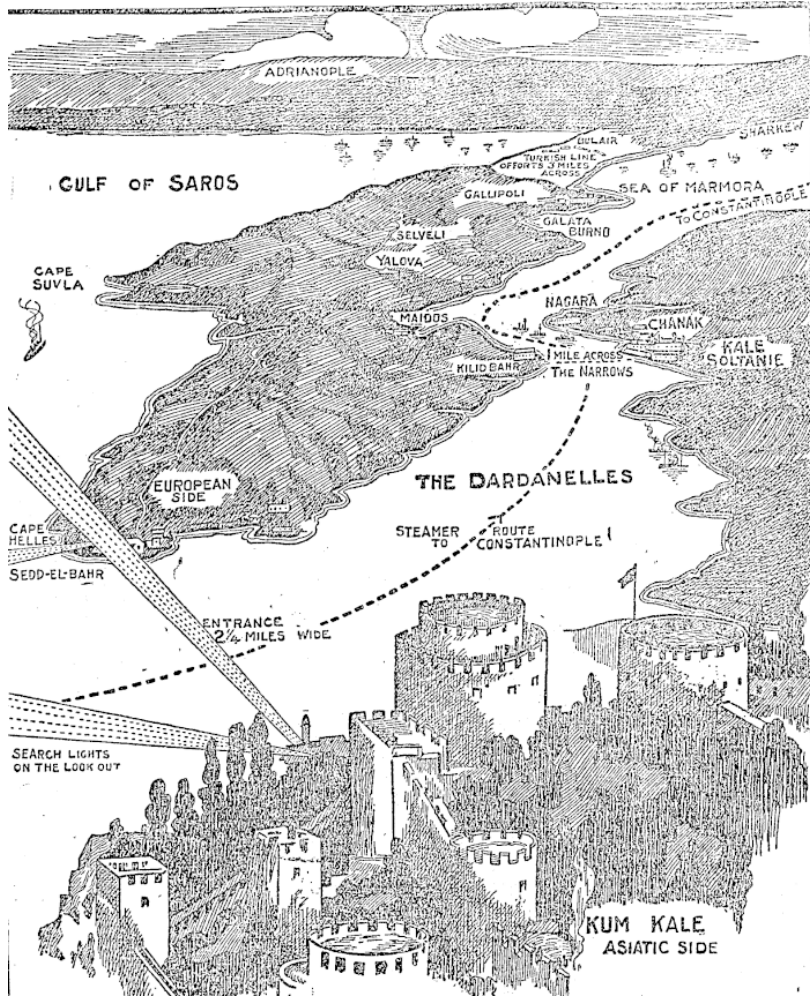 ADRIANOPLE
SHARKEW
BULAIR
TURKISH LINE
OF FORTS 3 MILES
ACROSS
GULF OF SAROS
GALLIPOLI
SEA OF MARMORA
TO CONSTANTINOPLE
GALATA
BURNO
SELVELI
YALOVA
CAPE
SUVLA
NAGARA
MAIDOS
CHANAK
KALE
SOLTANIE
1 MILE ACROSS
THE NARROWS
KILID BAHR
THE DARDANELLES
EUROPEAN
SIDE
STEAMER ROUTE
TO CONSTANTINOPLE
CAPE
HELLES
SEDD-EL-BAHR
ENTRANCE
2¼ MILES WIDE
SEARCH LIGHTS
ON THE LOOK OUT
KUM KALE
ASIATIC SIDE